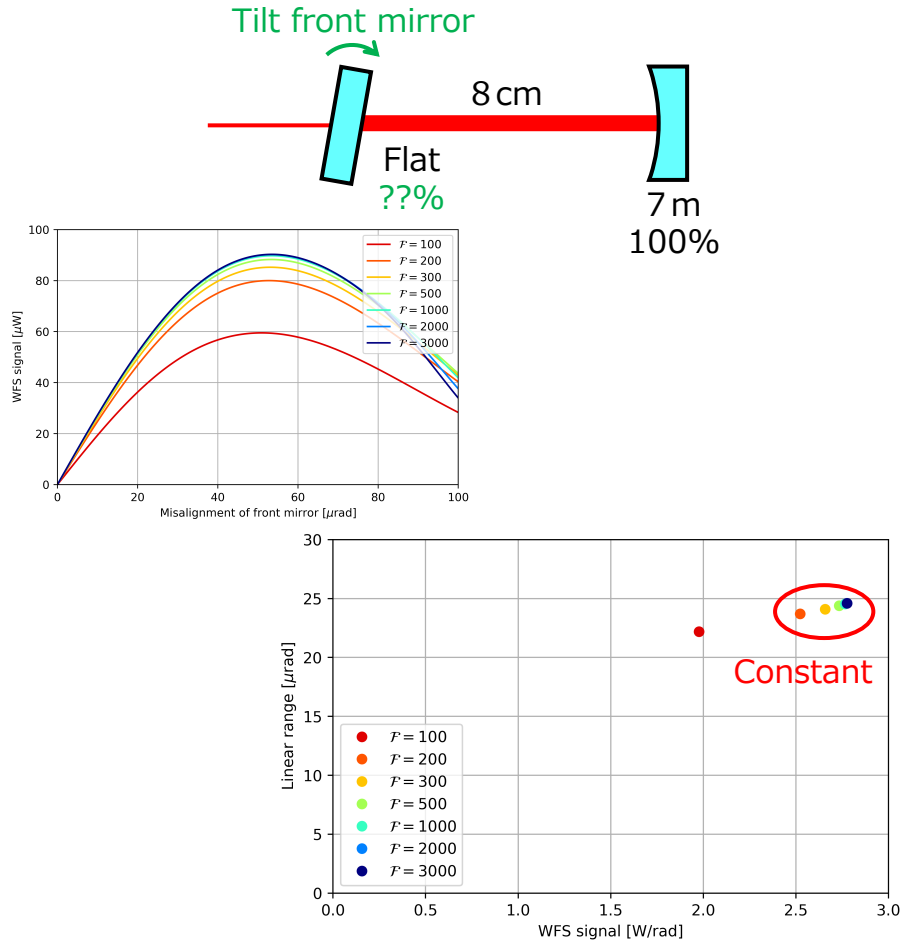 Tilt front mirror
8 cm
Flat
??%
7 m
100%
100
80
60
40
20
0
WFS signal [μW]
ℱ = 100
ℱ = 200
ℱ = 300
ℱ = 500
ℱ = 1000
ℱ = 2000
ℱ = 3000
0 20 40 60 80 100
Misalignment of front mirror [μrad]
30
25
20
15
10
5
0
Linear range [μrad]
Constant
ℱ = 100
ℱ = 200
ℱ = 300
ℱ = 500
ℱ = 1000
ℱ = 2000
ℱ = 3000
0.0 0.5 1.0 1.5 2.0 2.5 3.0
WFS signal [W/rad]